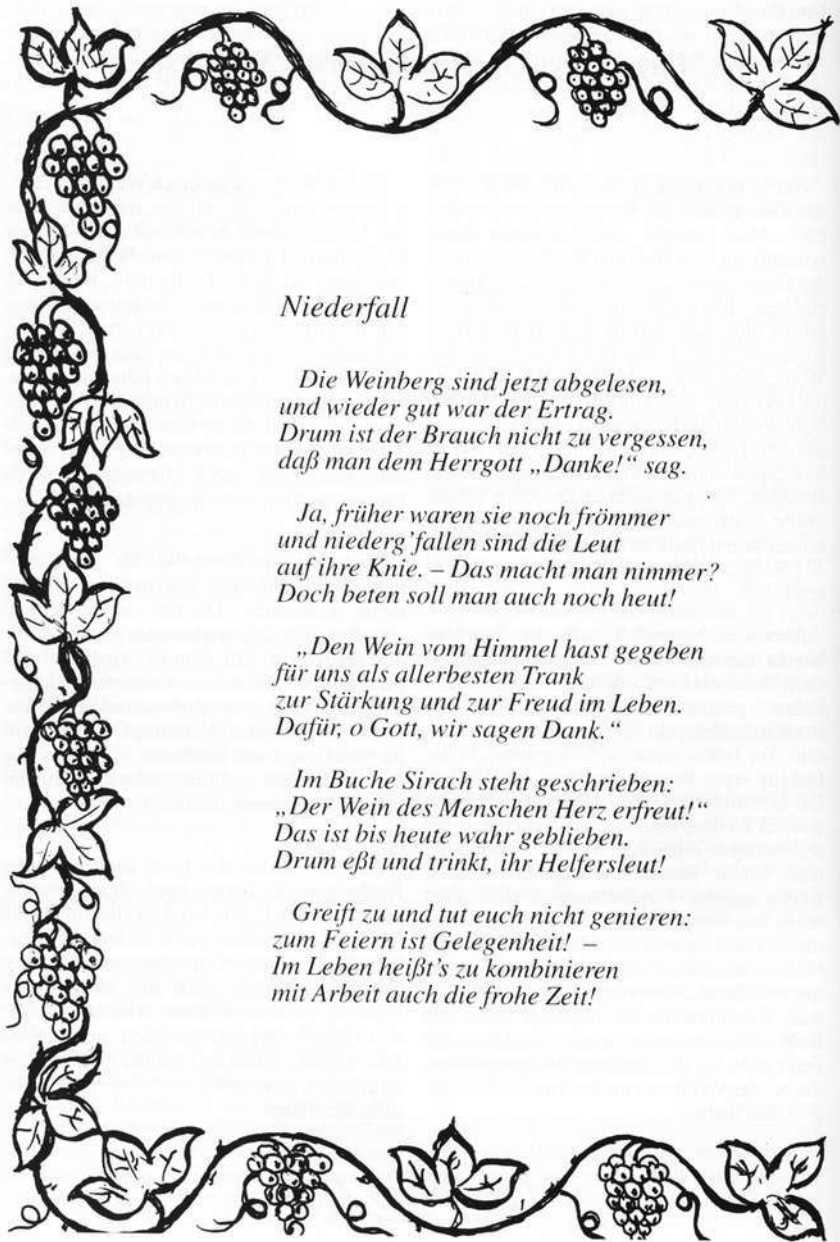 Niederfall
Die Weinberg sind jetzt abgelesen,
und wieder gut war der Ertrag.
Drum ist der Brauch nicht zu vergessen,
daß man dem Herrgott „Danke!“ sag.
Ja, früher waren sie noch frömmer
und niederg’fallen sind die Leut
auf ihre Knie. – Das macht man nimmer?
Doch beten soll man auch noch heut!
„Den Wein vom Himmel hast gegeben
für uns als allerbesten Trank
zur Stärkung und zur Freud im Leben.
Dafür, o Gott, wir sagen Dank.“
Im Buche Sirach steht geschrieben:
„Der Wein des Menschen Herz erfreut!“
Das ist bis heute wahr geblieben.
Drum eßt und trinkt, ihr Helfersleut!
Greift zu und tut euch nicht genieren:
zum Feiern ist Gelegenheit! –
Im Leben heißt’s zu kombinieren
mit Arbeit auch die frohe Zeit!